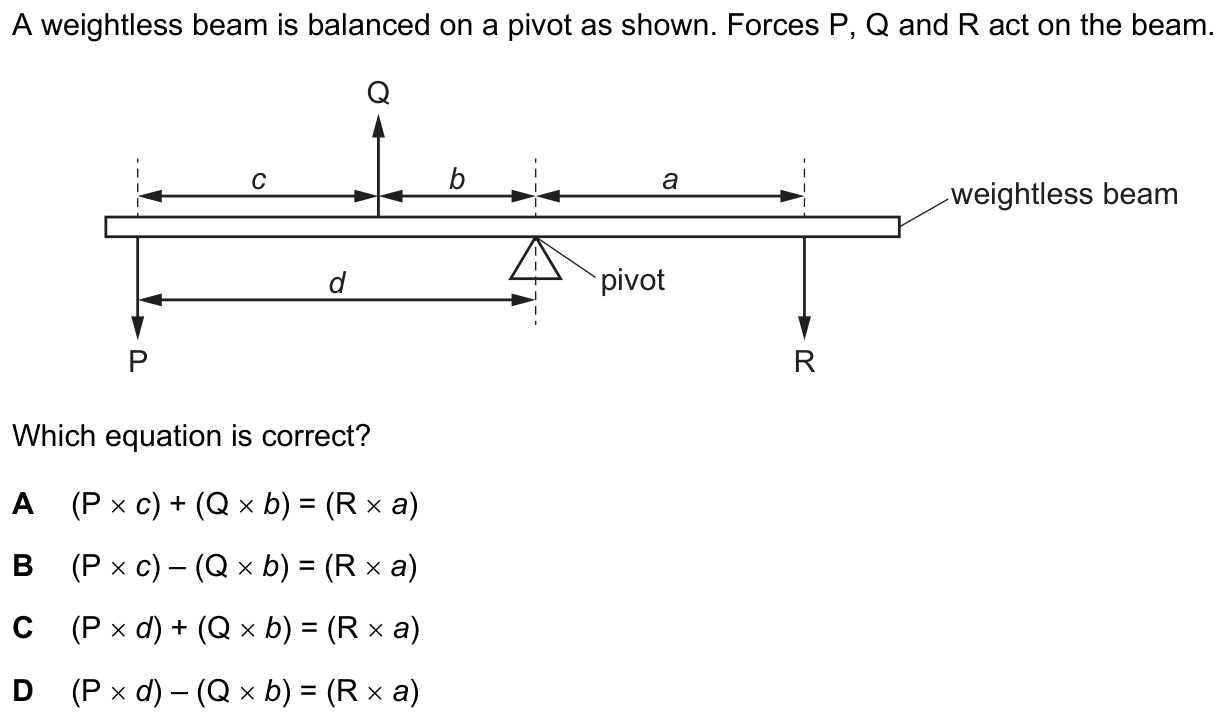 A weightless beam is balanced on a pivot as shown. Forces P, Q and R act on the beam.
Q
c
b
a
weightless beam
d
pivot
P
R
Which equation is correct?
A (P × c) + (Q × b) = (R × a)
B (P × c) – (Q × b) = (R × a)
C (P × d) + (Q × b) = (R × a)
D (P × d) – (Q × b) = (R × a)